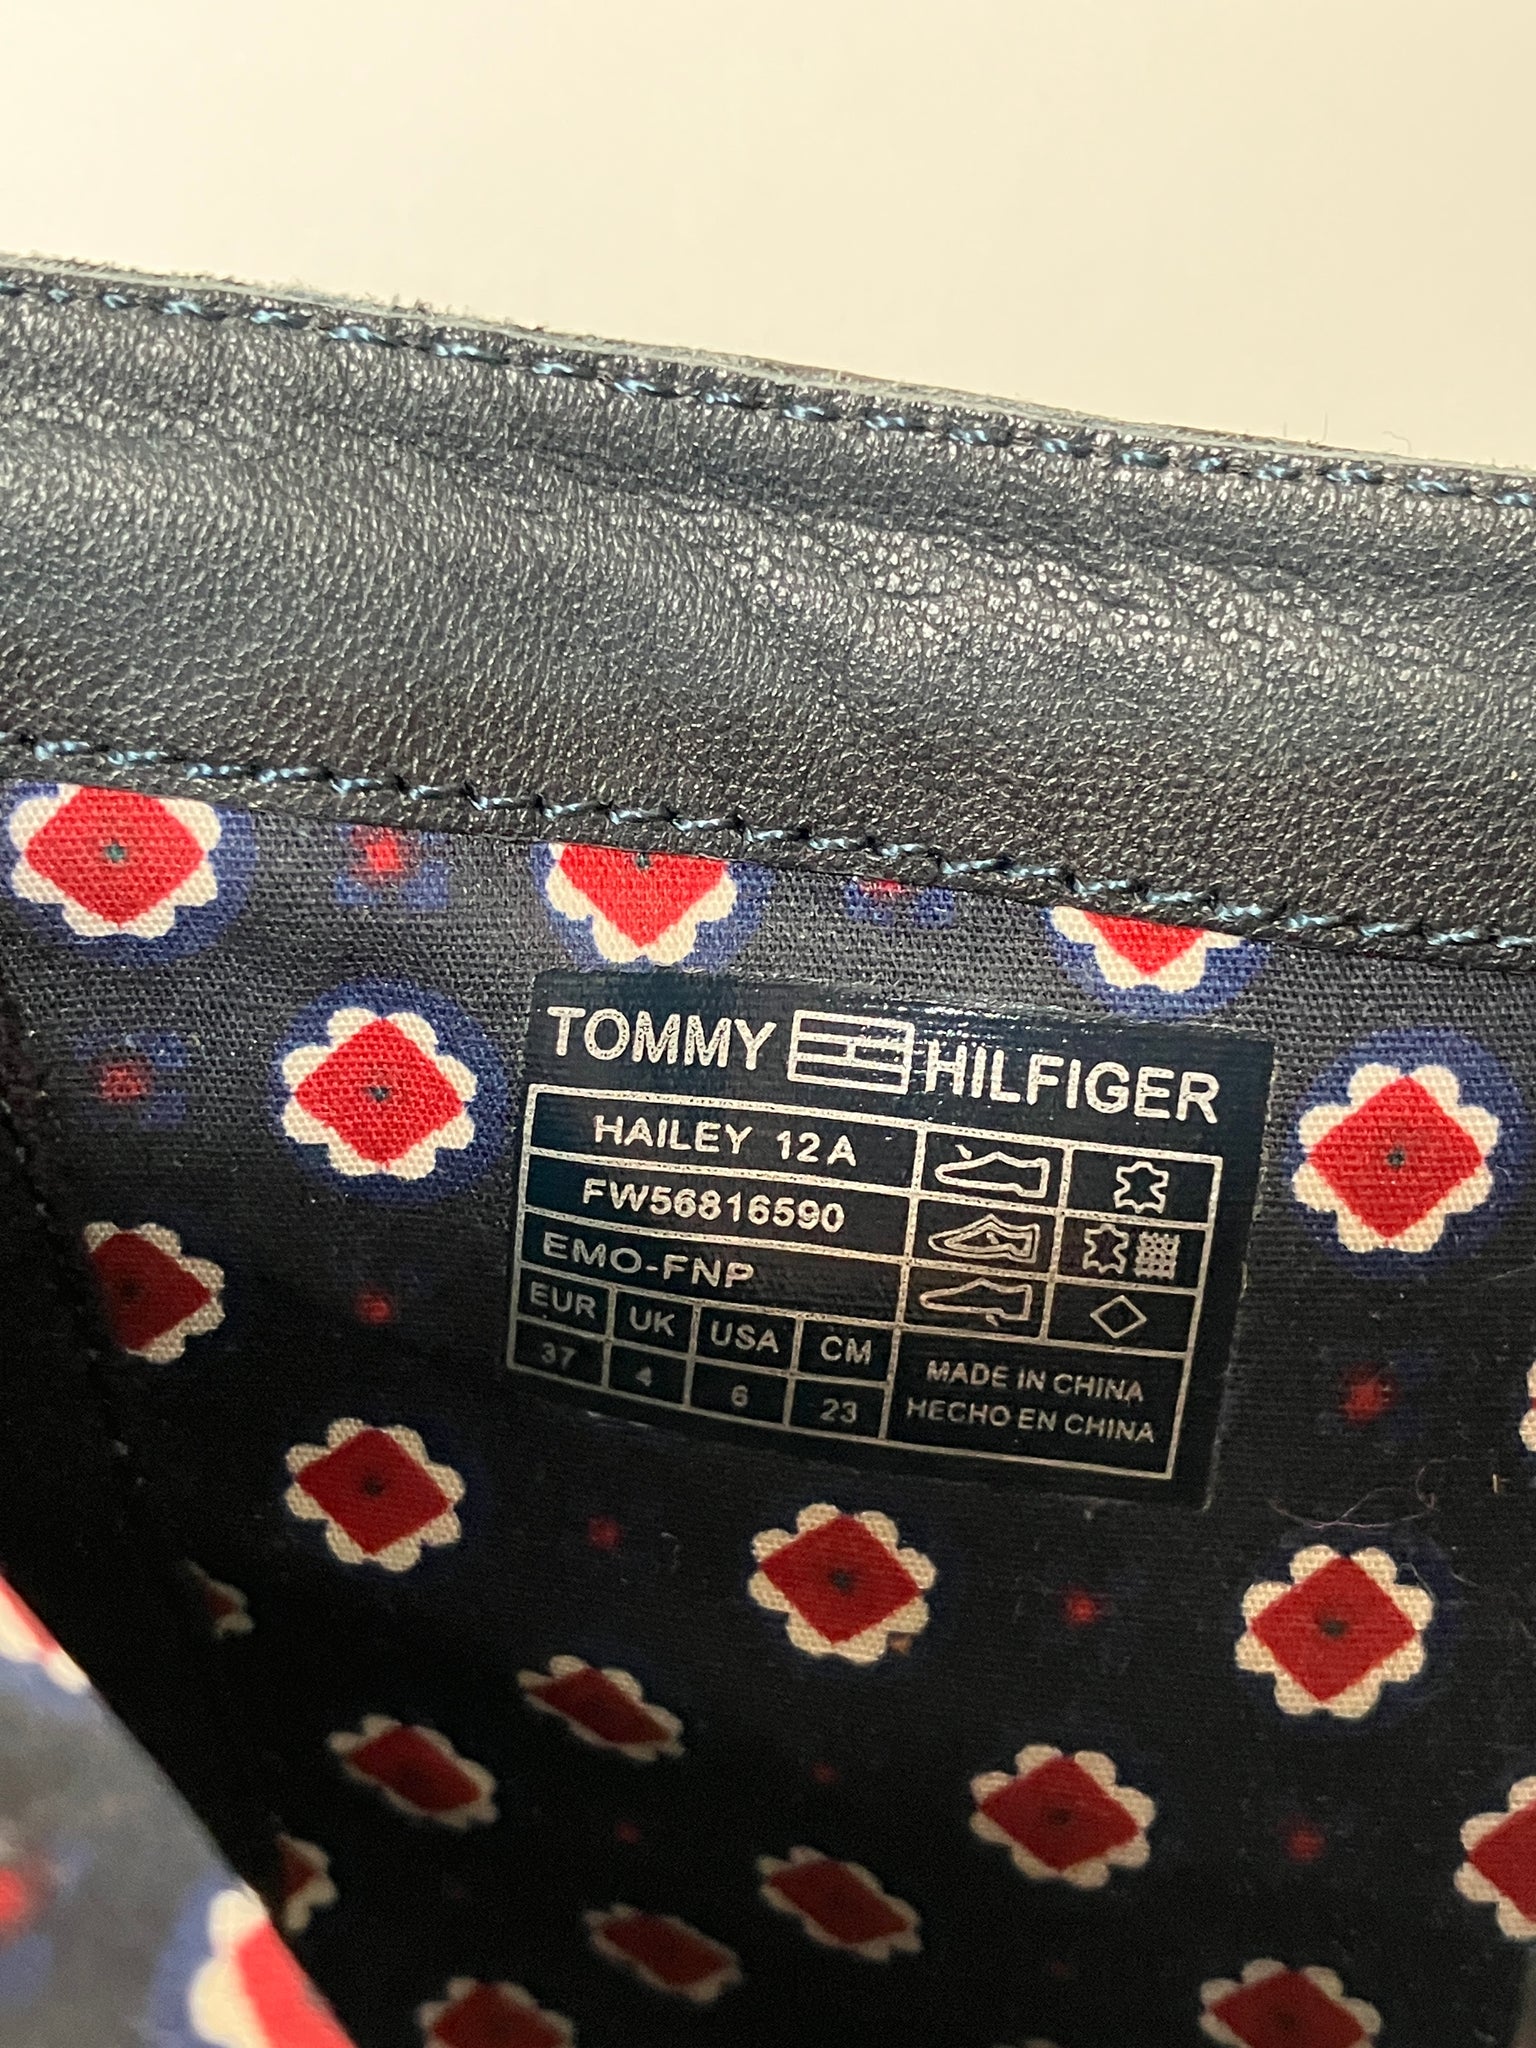 TOMMY HILFIGER
HAILEY 12A
FW56816590
EMO-FNP
EUR UK USA CM
37 4 6 23
MADE IN CHINA
HECHO EN CHINA